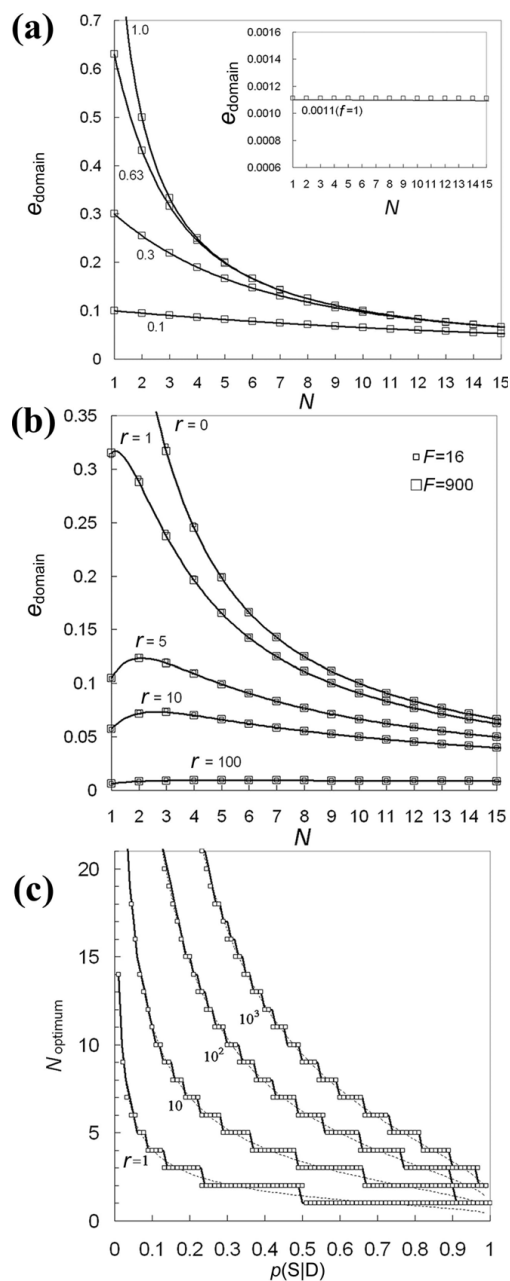 (a)
0.7
0.6
0.5
0.4
0.3
0.2
0.1
0
e domain
1.0
0.63
0.3
0.1
1 2 3 4 5 6 7 8 9 10 11 12 13 14 15
N
0.0016
0.0014
0.0012
0.0010
0.0008
0.0006
e domain
0.0011(f=1)
1 2 3 4 5 6 7 8 9 10 11 12 13 14 15
N
(b)
0.35
0.3
0.25
0.2
0.15
0.1
0.05
0
e domain
r = 0
r = 1
r = 5
r = 10
r = 100
F=16
F=900
1 2 3 4 5 6 7 8 9 10 11 12 13 14 15
N
(c)
20
15
10
5
0
N optimum
r=1
10
10²
10³
0 0.1 0.2 0.3 0.4 0.5 0.6 0.7 0.8 0.9 1
p(S|D)